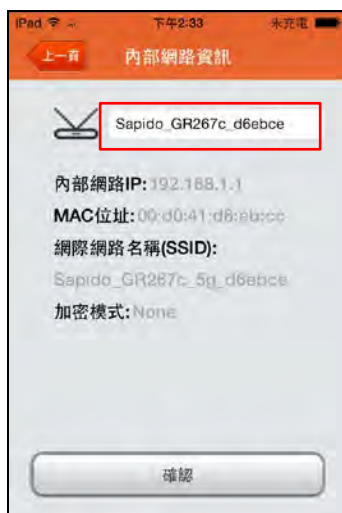 iPad 下午2:33 未充電
上一頁 內部網路資訊
Sapido_GR267c_d6ebce
內部網路IP:192.168.1.1
MAC位址:00:d0:41:d6:eb:cc
網際網路名稱(SSID):
Sapido_GR267c_5g_d6ebce
加密模式:None
確認